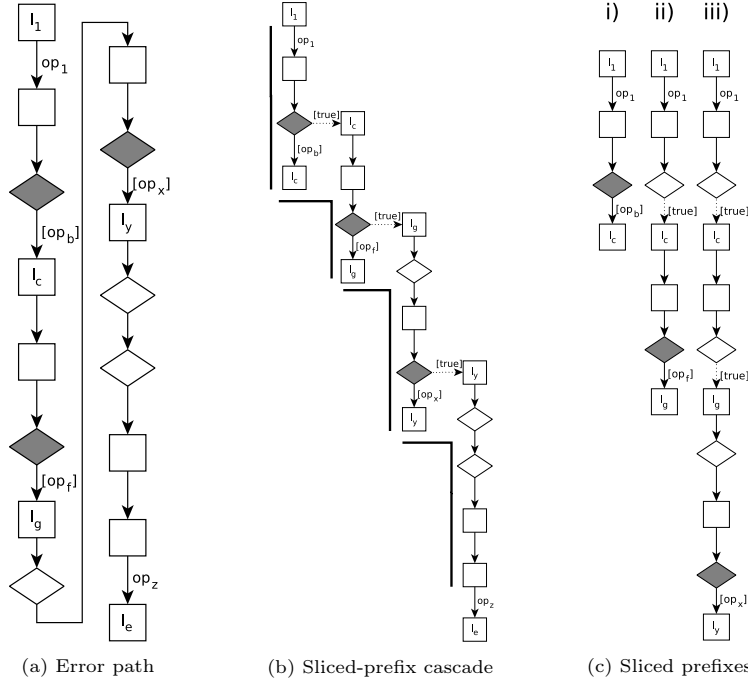 l1
op1
[opb]
lc
[opf]
lg
[opx]
ly
opz
le
(a) Error path
l1
op1
[true]
lc
[opb]
lc
[true]
lg
[opf]
lg
[true]
ly
[opx]
ly
opz
le
(b) Sliced-prefix cascade
i) ii) iii)
l1 l1 l1
op1 op1 op1
[opb] [true] [true]
lc lc lc
[opf] [true]
lg lg
[opx]
ly
(c) Sliced prefixes